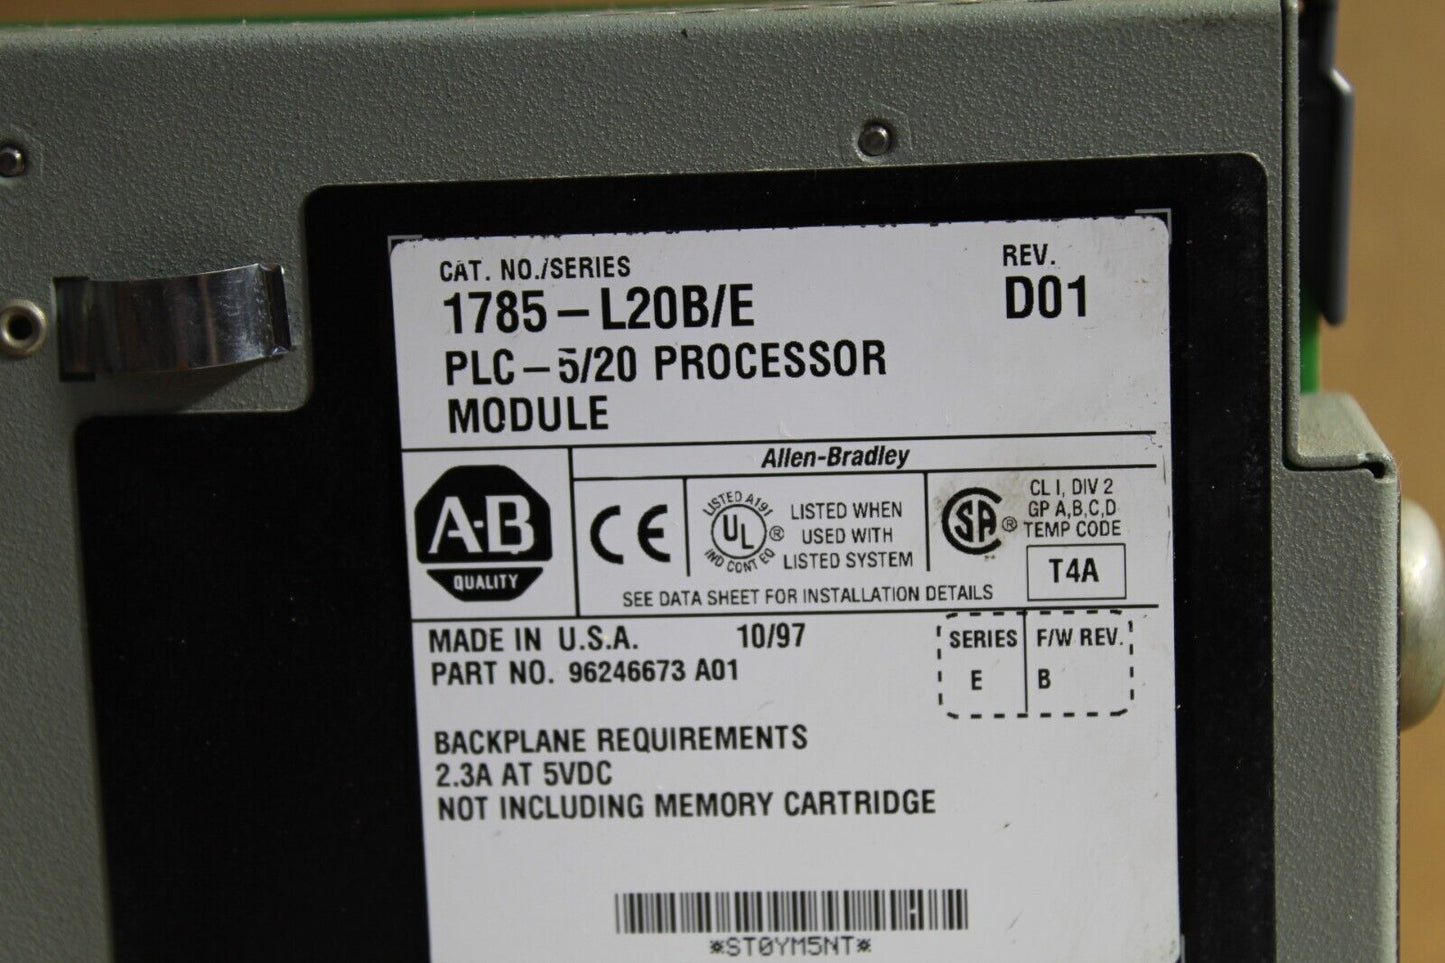 CAT. NO./SERIES
REV.
1785-L20B/E
D01
PLC-5/20 PROCESSOR
MODULE
Allen-Bradley
A-B
QUALITY
CE
LISTED A191
UL
®
IND CONT EQ
LISTED WHEN
USED WITH
LISTED SYSTEM
SA
®
CL I, DIV 2
GP A,B,C,D
TEMP CODE
T4A
SEE DATA SHEET FOR INSTALLATION DETAILS
MADE IN U.S.A. 10/97
PART NO. 96246673 A01
SERIES F/W REV.
E B
BACKPLANE REQUIREMENTS
2.3A AT 5VDC
NOT INCLUDING MEMORY CARTRIDGE
*ST0YM5NT*